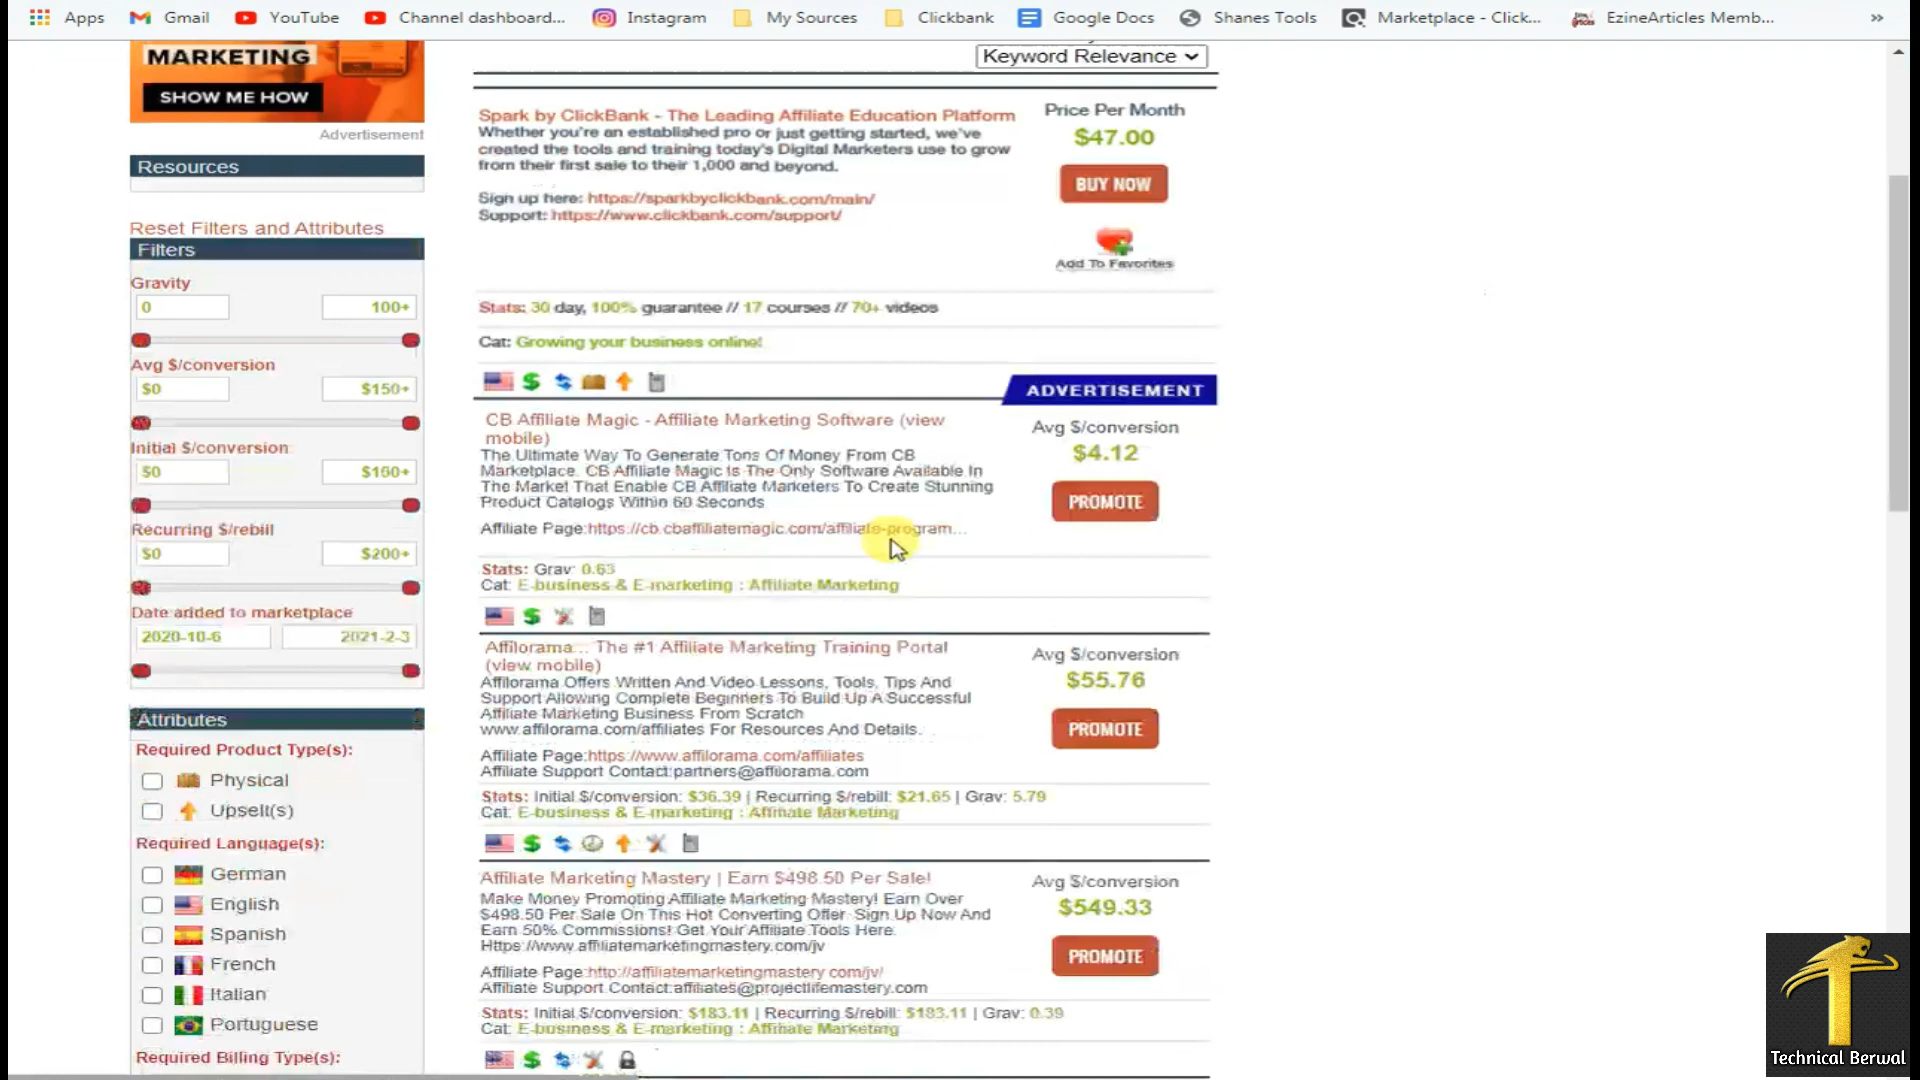 Apps Gmail YouTube Channel dashboard... Instagram My Sources Clickbank Google Docs Shanes Tools Marketplace - Click... EzineArticles Memb... »
MARKETING
SHOW ME HOW
Advertisement
Resources
Reset Filters and Attributes
Filters
Gravity
0 100+
Avg $/conversion
$0 $150+
Initial $/conversion
$0 $160+
Recurring $/rebill
$0 $200+
Date added to marketplace
2020-10-6 2021-2-3
Attributes
Required Product Type(s):
Physical
Upsell(s)
Required Language(s):
German
English
Spanish
French
Italian
Portuguese
Required Billing Type(s):
Keyword Relevance
Spark by ClickBank - The Leading Affiliate Education Platform
Whether you're an established pro or just getting started, we've
created the tools and training today's Digital Marketers use to grow
from their first sale to their 1,000 and beyond.
Sign up here: https://sparkbyclickbank.com/main/
Support: https://www.clickbank.com/support/
Price Per Month
$47.00
BUY NOW
Add To Favorites
Stats: 30 day, 100% guarantee // 17 courses // 70+ videos
Cat: Growing your business online!
ADVERTISEMENT
CB Affiliate Magic - Affiliate Marketing Software (view
mobile)
The Ultimate Way To Generate Tons Of Money From CB
Marketplace. CB Affiliate Magic Is The Only Software Available In
The Market That Enable CB Affiliate Marketers To Create Stunning
Product Catalogs Within 60 Seconds
Affiliate Page:https://cb.cbaffiliatemagic.com/affiliate-program...
Avg $/conversion
$4.12
PROMOTE
Stats: Grav: 0.63
Cat: E-business & E-marketing : Affiliate Marketing
Affilorama... The #1 Affiliate Marketing Training Portal
(view mobile)
Affilorama Offers Written And Video Lessons, Tools, Tips And
Support Allowing Complete Beginners To Build Up A Successful
Affiliate Marketing Business From Scratch
www.affilorama.com/affiliates For Resources And Details.
Affiliate Page:https://www.affilorama.com/affiliates
Affiliate Support Contact:partners@affilorama.com
Avg $/conversion
$55.76
PROMOTE
Stats: Initial $/conversion: $36.39 | Recurring $/rebill: $21.65 | Grav: 5.79
Cat: E-business & E-marketing : Affiliate Marketing
Affiliate Marketing Mastery | Earn $498.50 Per Sale!
Make Money Promoting Affiliate Marketing Mastery! Earn Over
$498.50 Per Sale On This Hot Converting Offer. Sign Up Now And
Earn 50% Commissions! Get Your Affiliate Tools Here.
Https://www.affiliatemarketingmastery.com/jv
Affiliate Page:http://affiliatemarketingmastery.com/jv/
Affiliate Support Contact:affiliates@projectlifemastery.com
Avg $/conversion
$549.33
PROMOTE
Stats: Initial $/conversion: $183.11 | Recurring $/rebill: $183.11 | Grav: 0.39
Cat: E-business & E-marketing : Affiliate Marketing
Technical Berwal